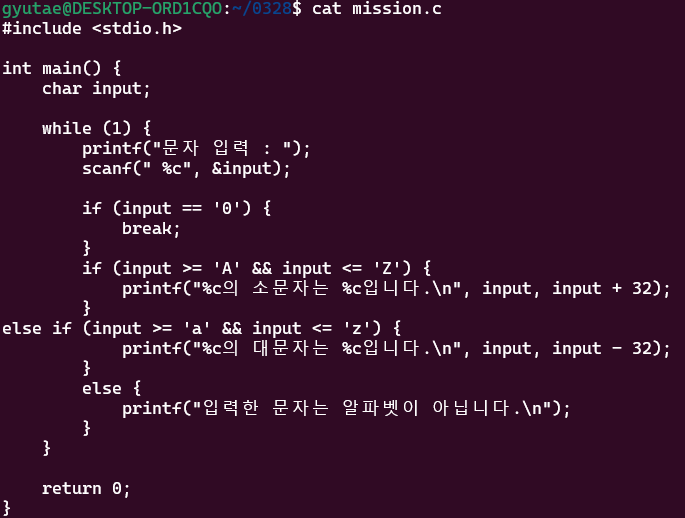 gyutae@DESKTOP-ORD1CQO:~/0328$ cat mission.c
#include <stdio.h>

int main() {
    char input;

    while (1) {
        printf("문자 입력 : ");
        scanf(" %c", &input);

        if (input == '0') {
            break;
        }
        if (input >= 'A' && input <= 'Z') {
            printf("%c의 소문자는 %c입니다.\n", input, input + 32);
        }
else if (input >= 'a' && input <= 'z') {
            printf("%c의 대문자는 %c입니다.\n", input, input - 32);
        }
        else {
            printf("입력한 문자는 알파벳이 아닙니다.\n");
        }
    }

    return 0;
}